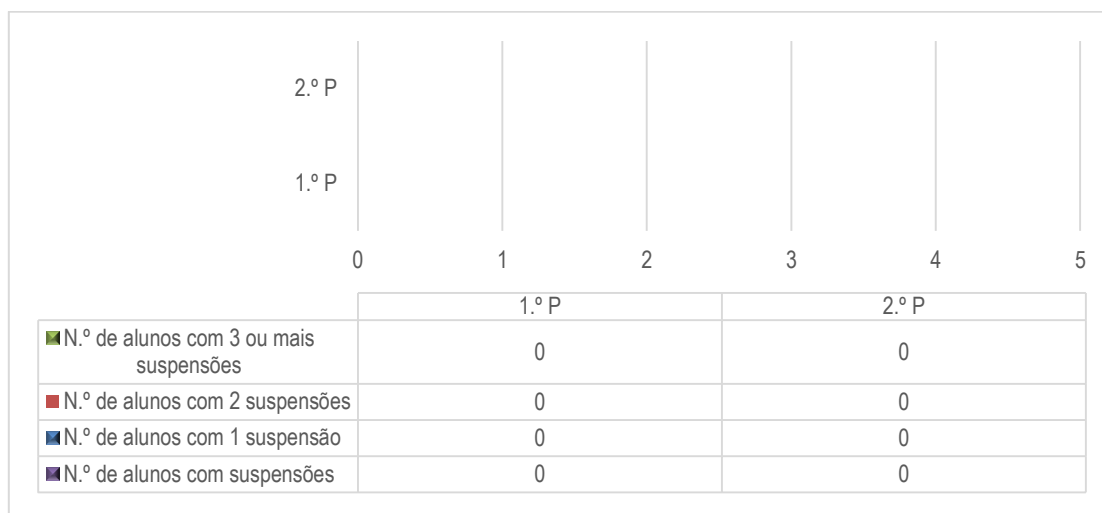 2.º P
1.º P
0 1 2 3 4 5
1.º P 2.º P
N.º de alunos com 3 ou mais
suspensões 0 0
N.º de alunos com 2 suspensões 0 0
N.º de alunos com 1 suspensão 0 0
N.º de alunos com suspensões 0 0